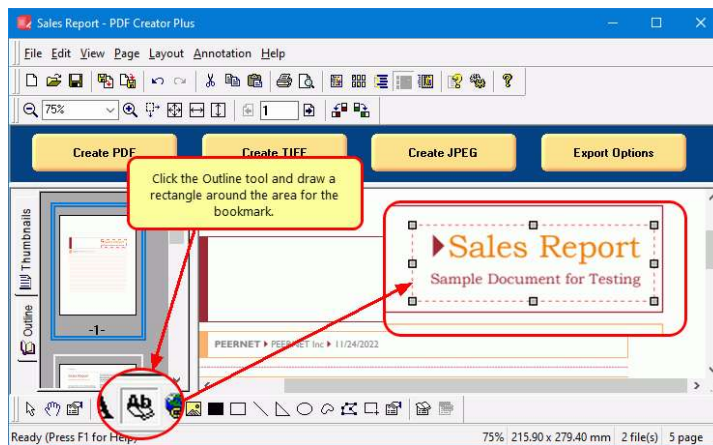 Sales Report - PDF Creator Plus
File Edit View Page Layout Annotation Help
75%
1
Create PDF Create TIFF Create JPEG Export Options
Click the Outline tool and draw a
rectangle around the area for the
bookmark.
Thumbnails
Outline
-1-
Sales Report
Sample Document for Testing
PEERNET PEERNET Inc 11/24/2022
A
Ab
Ready (Press F1 for Help)
75% 215.90 x 279.40 mm 2 file(s) 5 page